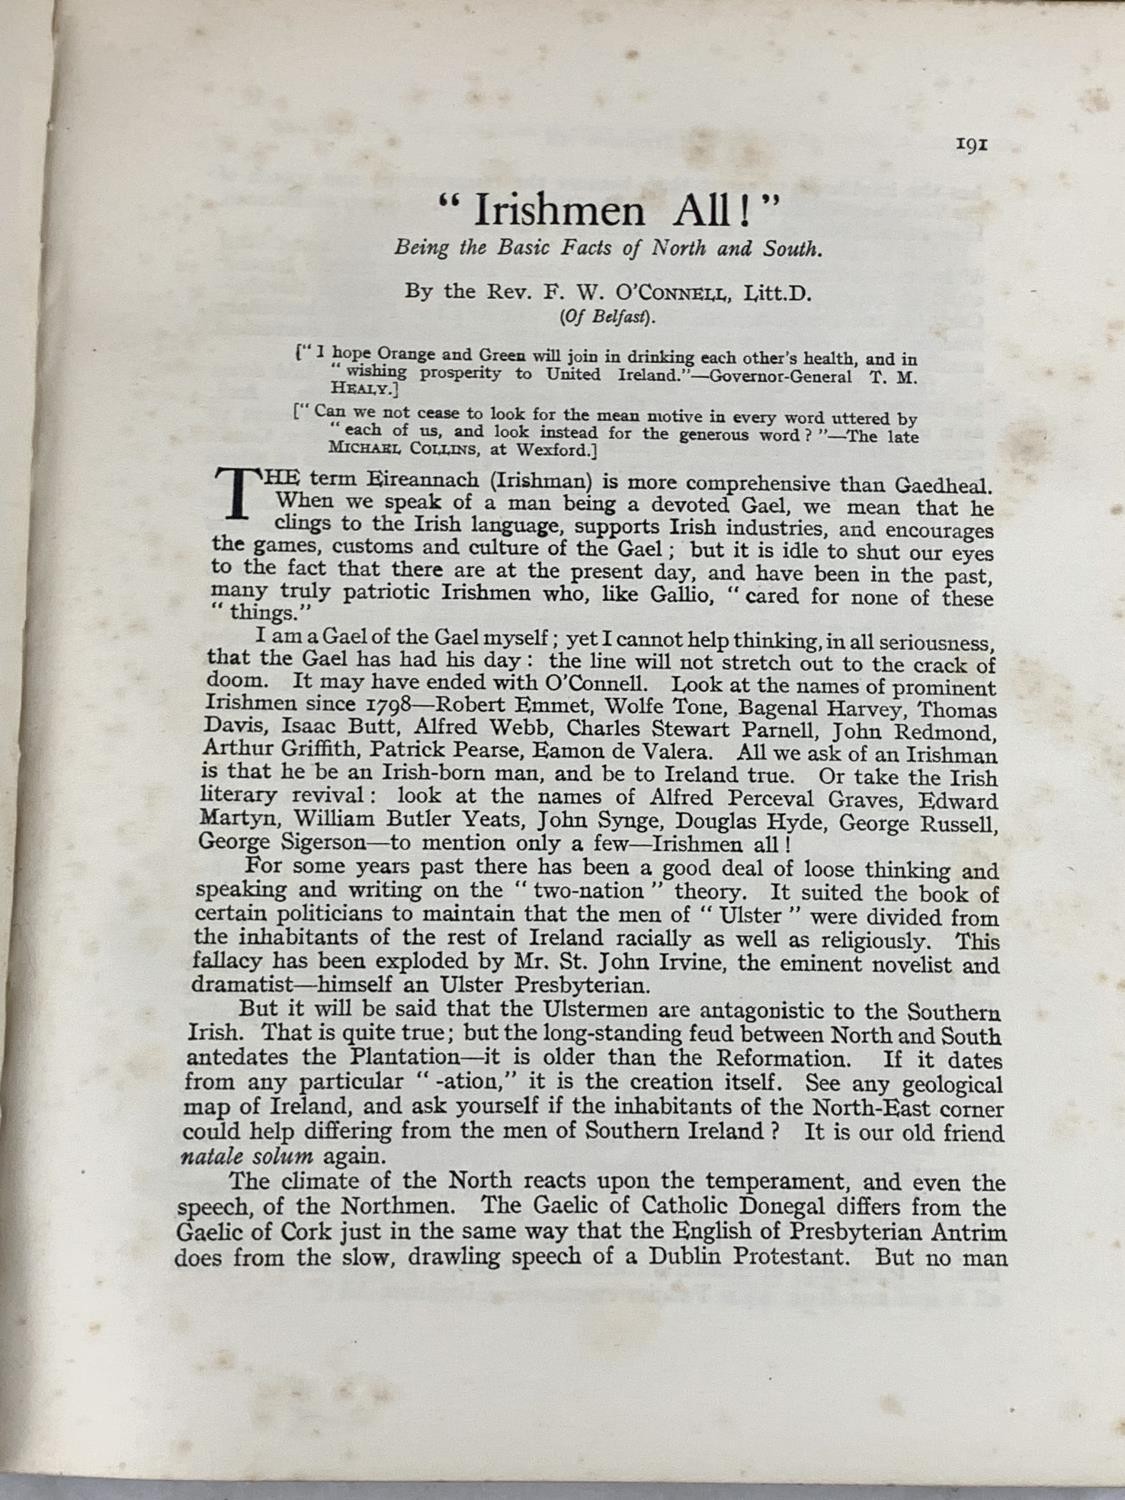 191
“ Irishmen All! ”
Being the Basic Facts of North and South.
By the Rev. F. W. O'CONNELL, Litt.D.
(Of Belfast).
[“ I hope Orange and Green will join in drinking each other's health, and in
“ wishing prosperity to United Ireland.”—Governor-General T. M.
HEALY.]
[“ Can we not cease to look for the mean motive in every word uttered by
“ each of us, and look instead for the generous word ? ”—The late
MICHAEL COLLINS, at Wexford.]
THE term Eireannach (Irishman) is more comprehensive than Gaedheal.
When we speak of a man being a devoted Gael, we mean that he
clings to the Irish language, supports Irish industries, and encourages
the games, customs and culture of the Gael ; but it is idle to shut our eyes
to the fact that there are at the present day, and have been in the past,
many truly patriotic Irishmen who, like Gallio, “ cared for none of these
“ things.”
I am a Gael of the Gael myself ; yet I cannot help thinking, in all seriousness,
that the Gael has had his day : the line will not stretch out to the crack of
doom. It may have ended with O'Connell. Look at the names of prominent
Irishmen since 1798—Robert Emmet, Wolfe Tone, Bagenal Harvey, Thomas
Davis, Isaac Butt, Alfred Webb, Charles Stewart Parnell, John Redmond,
Arthur Griffith, Patrick Pearse, Eamon de Valera. All we ask of an Irishman
is that he be an Irish-born man, and be to Ireland true. Or take the Irish
literary revival : look at the names of Alfred Perceval Graves, Edward
Martyn, William Butler Yeats, John Synge, Douglas Hyde, George Russell,
George Sigerson—to mention only a few—Irishmen all !
For some years past there has been a good deal of loose thinking and
speaking and writing on the “ two-nation ” theory. It suited the book of
certain politicians to maintain that the men of “ Ulster ” were divided from
the inhabitants of the rest of Ireland racially as well as religiously. This
fallacy has been exploded by Mr. St. John Irvine, the eminent novelist and
dramatist—himself an Ulster Presbyterian.
But it will be said that the Ulstermen are antagonistic to the Southern
Irish. That is quite true ; but the long-standing feud between North and South
antedates the Plantation—it is older than the Reformation. If it dates
from any particular “ -ation,” it is the creation itself. See any geological
map of Ireland, and ask yourself if the inhabitants of the North-East corner
could help differing from the men of Southern Ireland ? It is our old friend
natale solum again.
The climate of the North reacts upon the temperament, and even the
speech, of the Northmen. The Gaelic of Catholic Donegal differs from the
Gaelic of Cork just in the same way that the English of Presbyterian Antrim
does from the slow, drawling speech of a Dublin Protestant. But no man